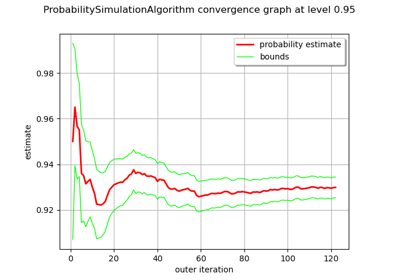 ProbabilitySimulationAlgorithm convergence graph at level 0.95
probability estimate
bounds
0.98
0.96
0.94
0.92
estimate
0
20
40
60
80
100
120
outer iteration